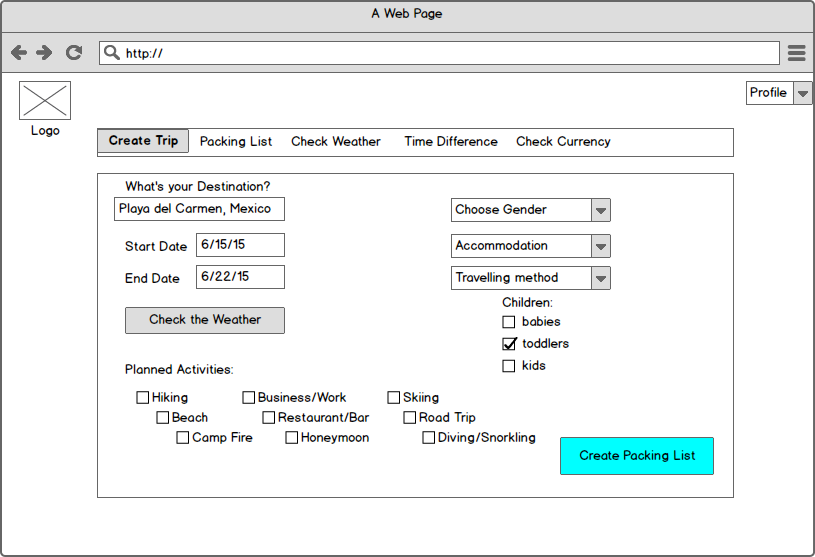 A Web Page
http://
Profile
Logo
Create Trip Packing List Check Weather Time Difference Check Currency
What's your Destination?
Playa del Carmen, Mexico
Choose Gender
Start Date 6/15/15
Accommodation
End Date 6/22/15
Travelling method
Children:
babies
Check the Weather
toddlers
kids
Planned Activities:
Hiking Business/Work Skiing
Beach Restaurant/Bar Road Trip
Camp Fire Honeymoon Diving/Snorkling
Create Packing List